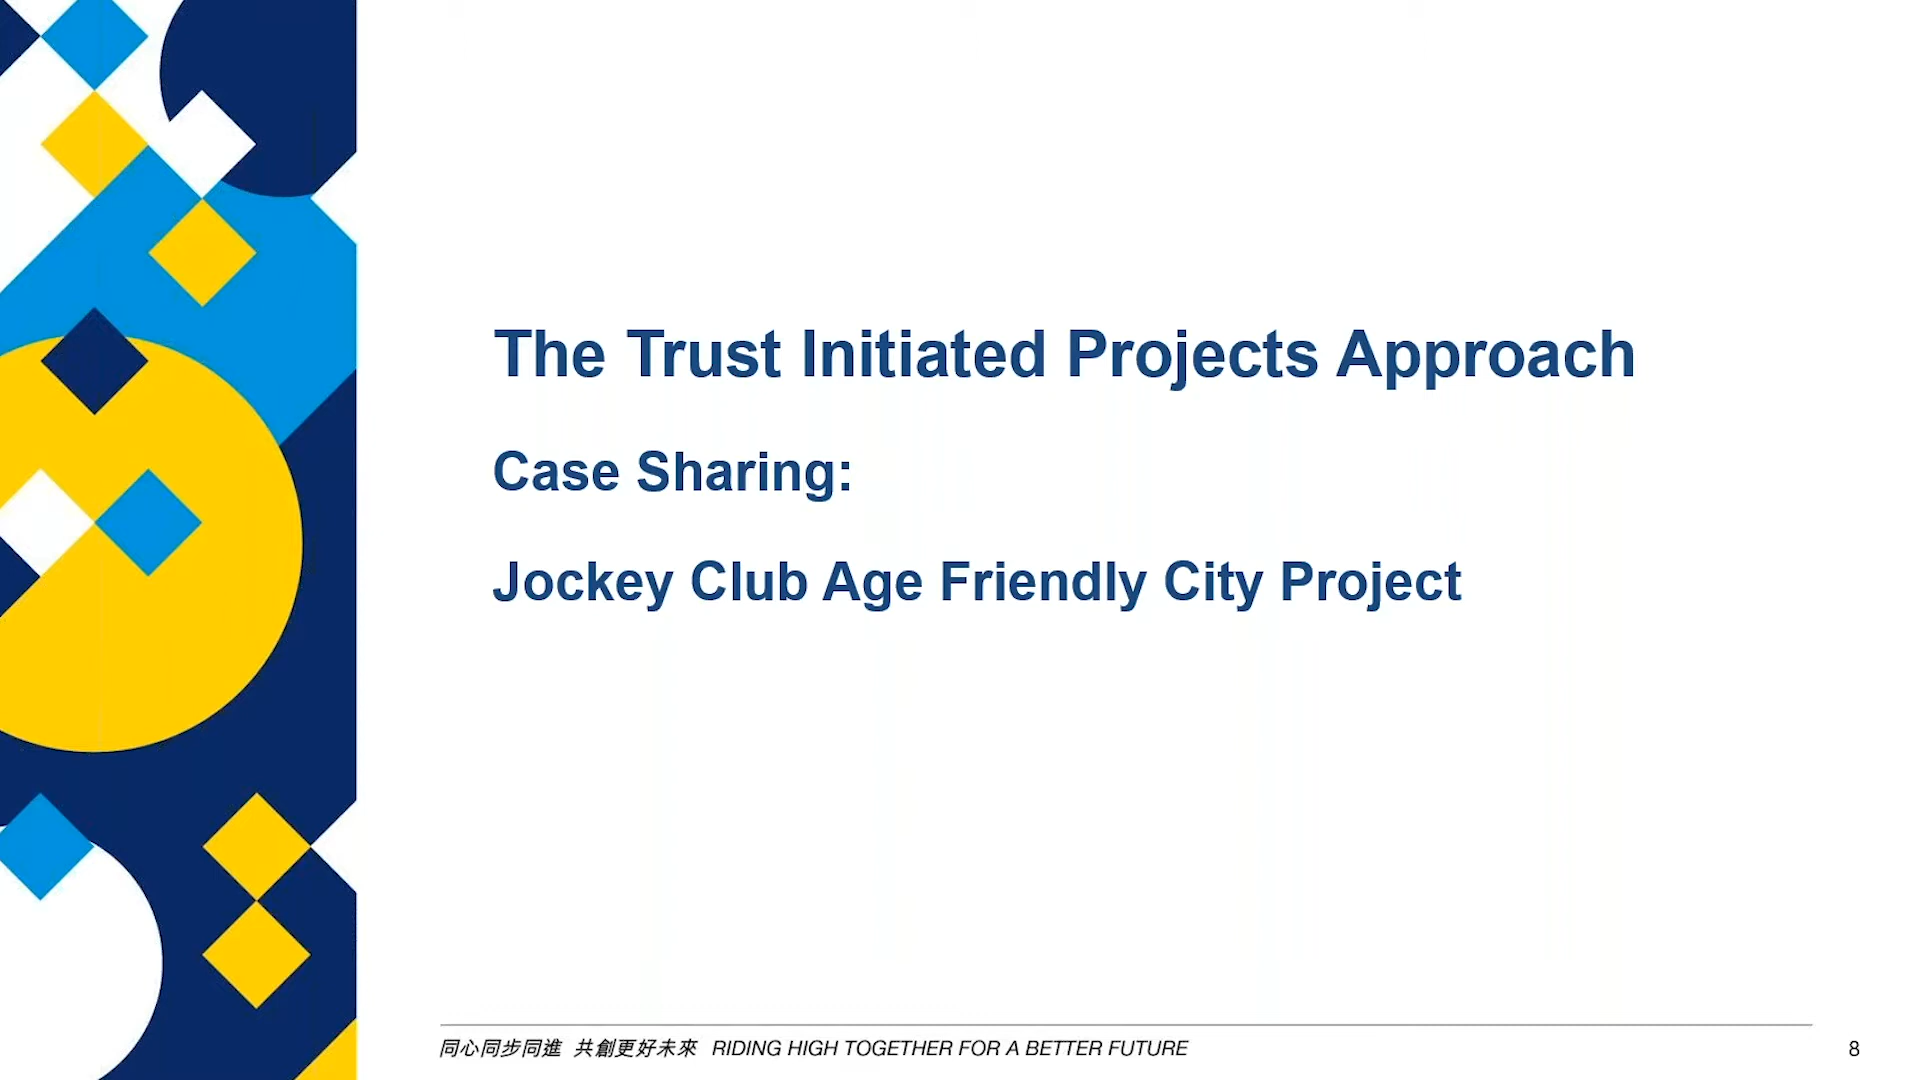 The Trust Initiated Projects Approach
Case Sharing:
Jockey Club Age Friendly City Project
同心同步同進 共創更好未來 RIDING HIGH TOGETHER FOR A BETTER FUTURE
8